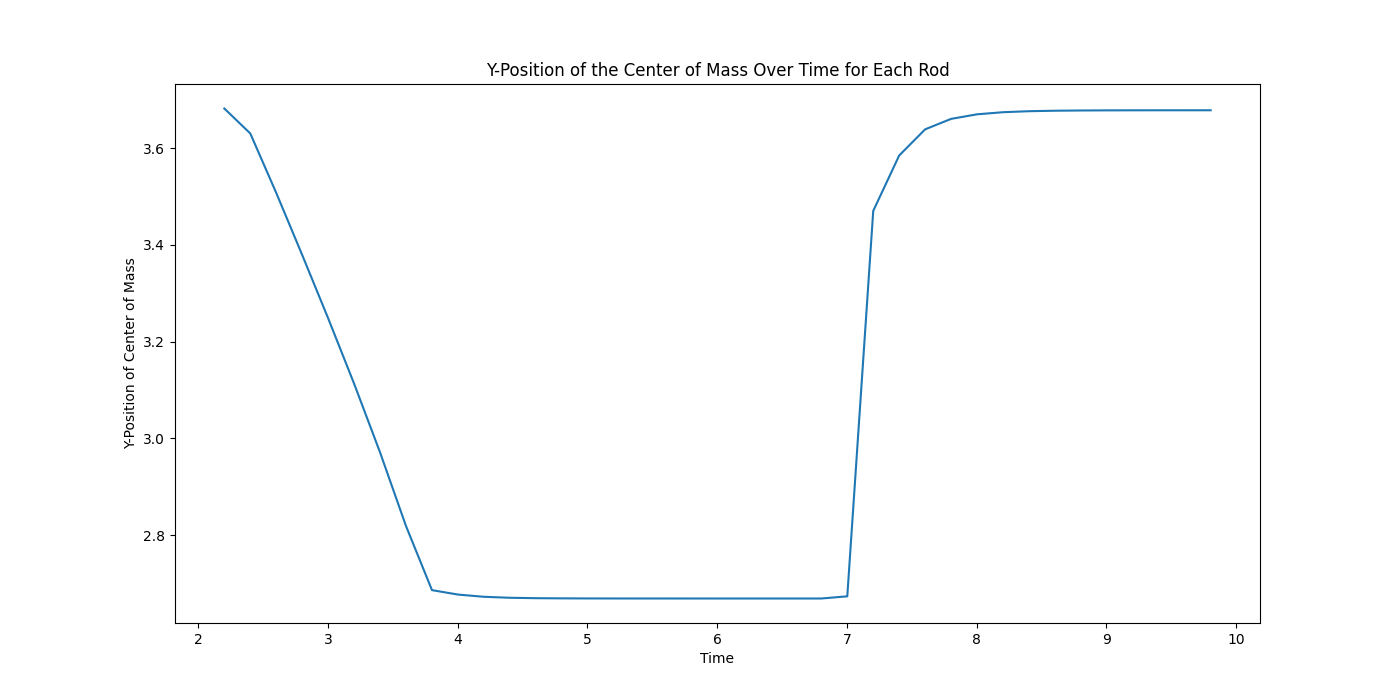 Y-Position of the Center of Mass Over Time for Each Rod
Y-Position of Center of Mass
3.6
3.4
3.2
3.0
2.8
2 3 4 5 6 7 8 9 10
Time